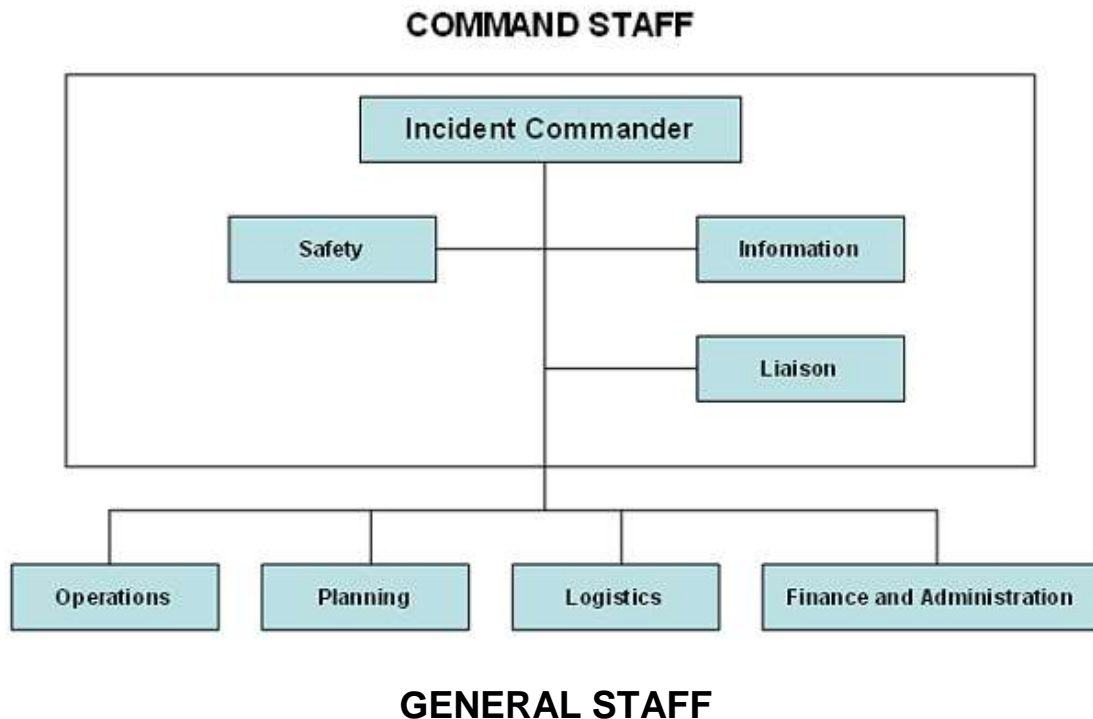 COMMAND STAFF
Incident Commander
Safety
Information
Liaison
Operations
Planning
Logistics
Finance and Administration
GENERAL STAFF